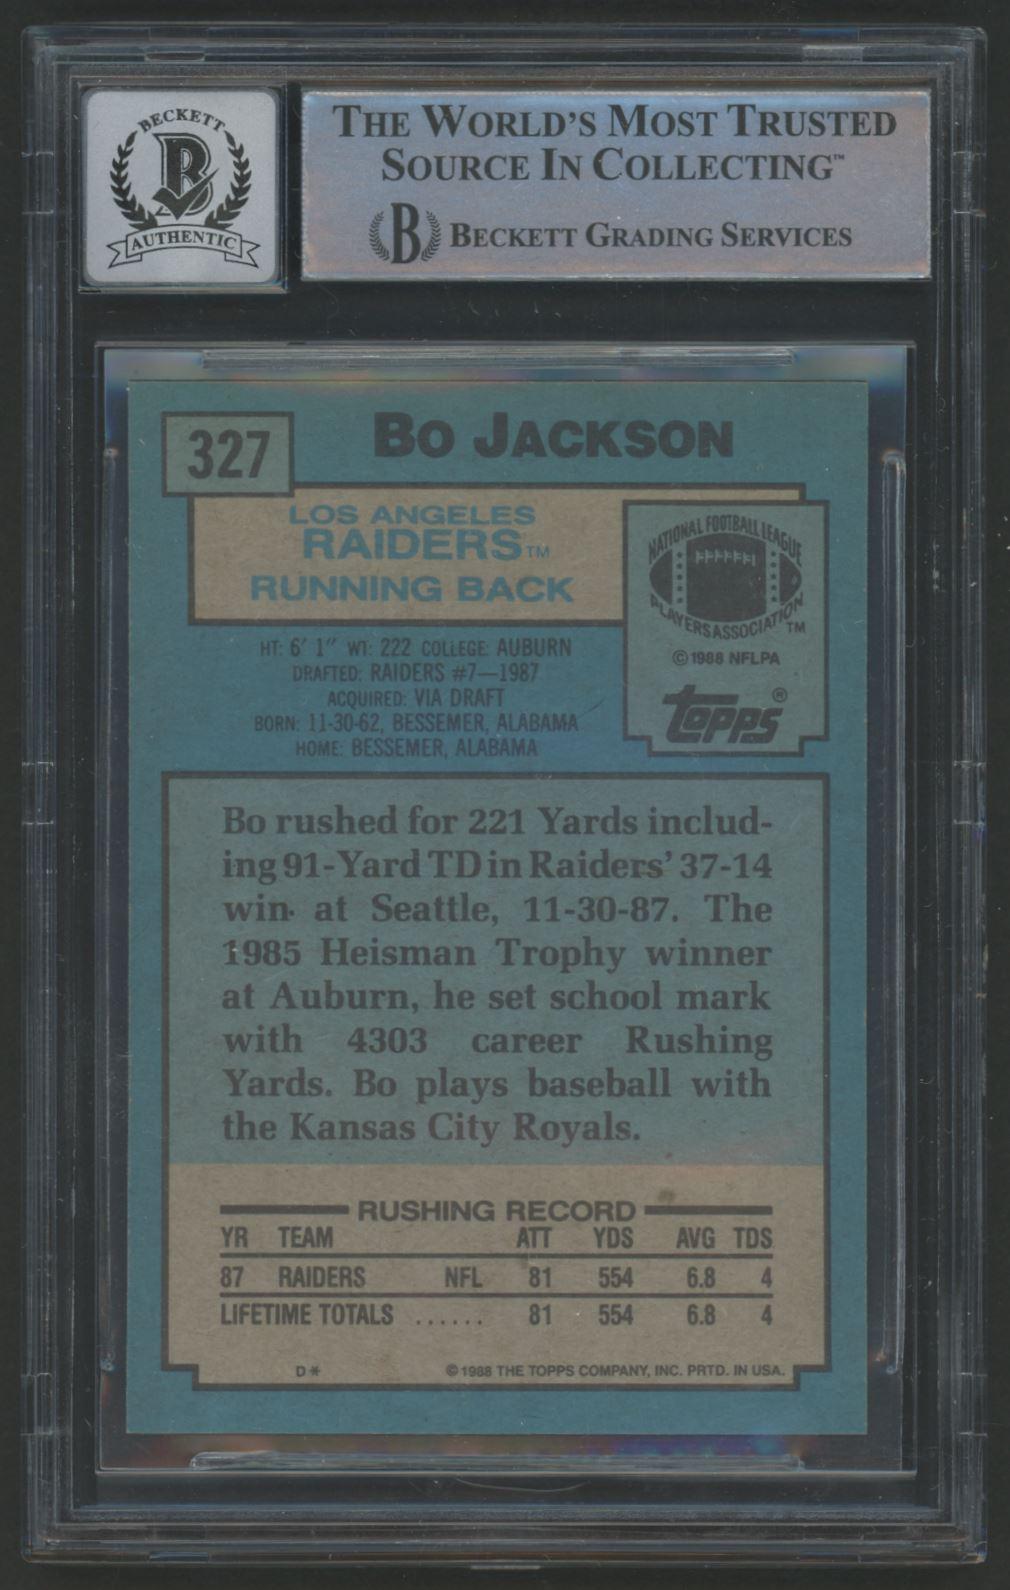 BECKETT
B
AUTHENTIC
THE WORLD'S MOST TRUSTED
SOURCE IN COLLECTING™
B BECKETT GRADING SERVICES
327
BO JACKSON
LOS ANGELES
RAIDERS™
RUNNING BACK
NATIONAL FOOTBALL LEAGUE
PLAYERS ASSOCIATION™
©1988 NFLPA
topps®
HT: 6' 1" WT: 222 COLLEGE: AUBURN
DRAFTED: RAIDERS #7—1987
ACQUIRED: VIA DRAFT
BORN: 11-30-62, BESSEMER, ALABAMA
HOME: BESSEMER, ALABAMA
Bo rushed for 221 Yards includ-
ing 91-Yard TD in Raiders' 37-14
win at Seattle, 11-30-87. The
1985 Heisman Trophy winner
at Auburn, he set school mark
with 4303 career Rushing
Yards. Bo plays baseball with
the Kansas City Royals.
RUSHING RECORD
YR TEAM ATT YDS AVG TDS
87 RAIDERS NFL 81 554 6.8 4
LIFETIME TOTALS ...... 81 554 6.8 4
D* ©1988 THE TOPPS COMPANY, INC. PRTD. IN USA.